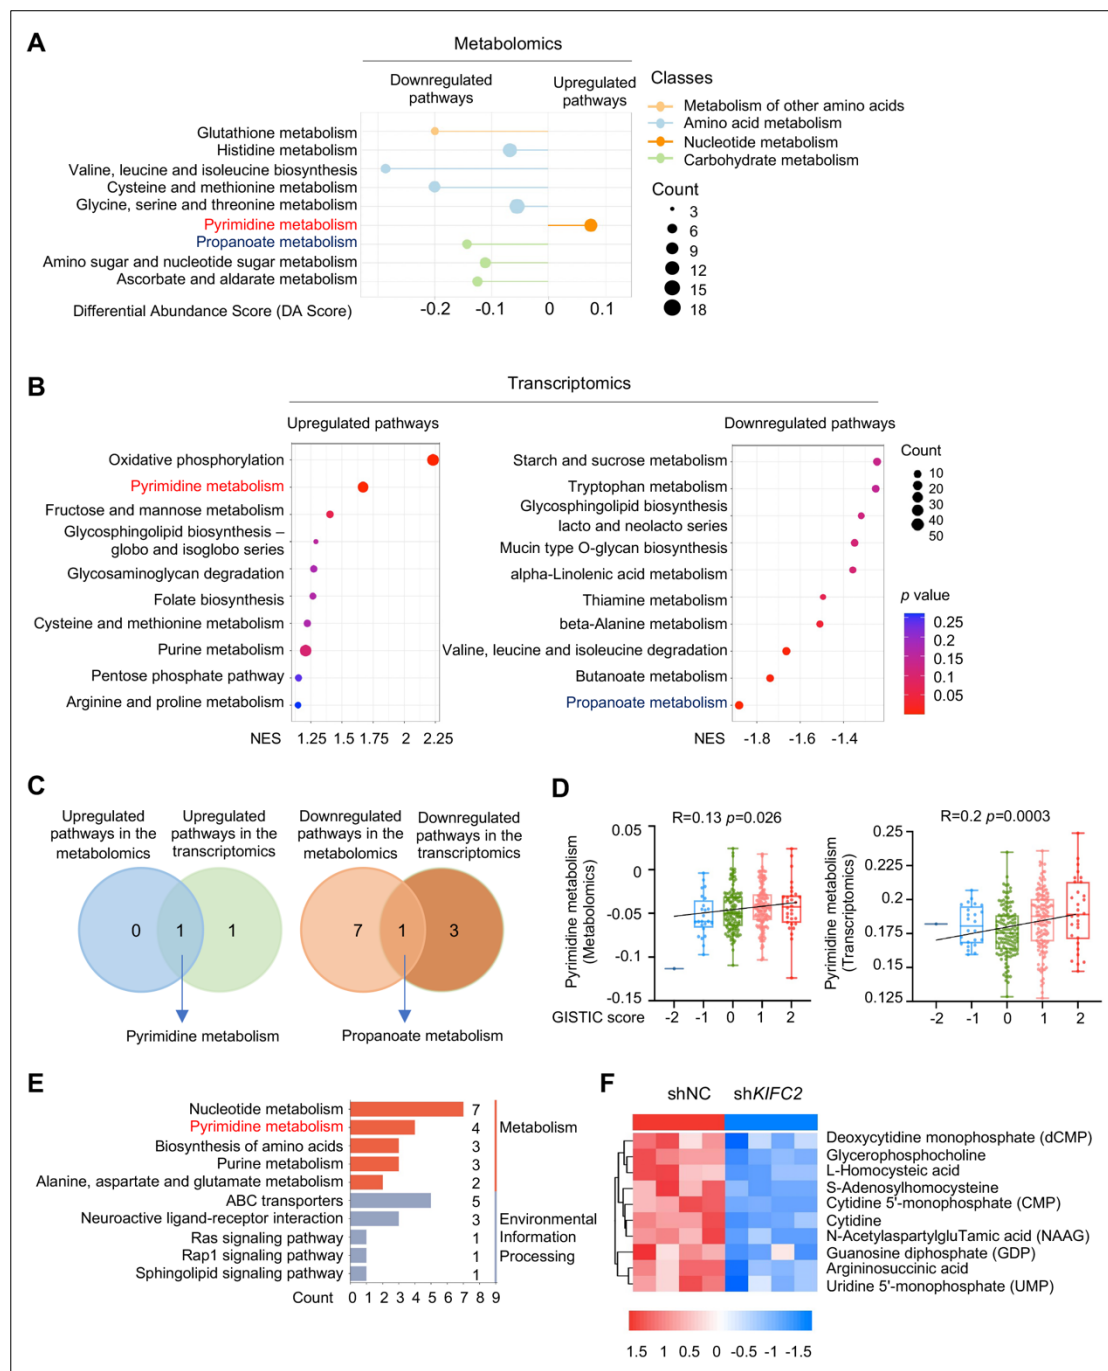 A
Metabolomics
Downregulated
pathways
Upregulated
pathways
Glutathione metabolism
Histidine metabolism
Valine, leucine and isoleucine biosynthesis
Cysteine and methionine metabolism
Glycine, serine and threonine metabolism
Pyrimidine metabolism
Propanoate metabolism
Amino sugar and nucleotide sugar metabolism
Ascorbate and aldarate metabolism
Differential Abundance Score (DA Score)
-0.2 -0.1 0 0.1
Classes
Metabolism of other amino acids
Amino acid metabolism
Nucleotide metabolism
Carbohydrate metabolism
Count
3
6
9
12
15
18
B
Transcriptomics
Upregulated pathways
Oxidative phosphorylation
Pyrimidine metabolism
Fructose and mannose metabolism
Glycosphingolipid biosynthesis –
globo and isoglobo series
Glycosaminoglycan degradation
Folate biosynthesis
Cysteine and methionine metabolism
Purine metabolism
Pentose phosphate pathway
Arginine and proline metabolism
NES 1.25 1.5 1.75 2 2.25
Downregulated pathways
Starch and sucrose metabolism
Tryptophan metabolism
Glycosphingolipid biosynthesis
lacto and neolacto series
Mucin type O-glycan biosynthesis
alpha-Linolenic acid metabolism
Thiamine metabolism
beta-Alanine metabolism
Valine, leucine and isoleucine degradation
Butanoate metabolism
Propanoate metabolism
NES -1.8 -1.6 -1.4
Count
10
20
30
40
50
p value
0.25
0.2
0.15
0.1
0.05
C
Upregulated
pathways in the
metabolomics
Upregulated
pathways in the
transcriptomics
0 1 1
Pyrimidine metabolism
Downregulated
pathways in the
metabolomics
Downregulated
pathways in the
transcriptomics
7 1 3
Propanoate metabolism
D
R=0.13 p=0.026
Pyrimidine metabolism
(Metabolomics)
0.05
0
-0.05
-0.1
-0.15
GISTIC score -2 -1 0 1 2
R=0.2 p=0.0003
Pyrimidine metabolism
(Transcriptomics)
0.25
0.225
0.2
0.175
0.15
0.125
-2 -1 0 1 2
E
Nucleotide metabolism 7
Pyrimidine metabolism 4
Biosynthesis of amino acids 3
Purine metabolism 3
Alanine, aspartate and glutamate metabolism 2
Metabolism
ABC transporters 5
Neuroactive ligand-receptor interaction 3
Ras signaling pathway 1
Rap1 signaling pathway 1
Sphingolipid signaling pathway 1
Environmental
Information
Processing
Count 0 1 2 3 4 5 6 7 8 9
F
shNC shKIFC2
Deoxycytidine monophosphate (dCMP)
Glycerophosphocholine
L-Homocysteic acid
S-Adenosylhomocysteine
Cytidine 5'-monophosphate (CMP)
Cytidine
N-AcetylaspartylgluTamic acid (NAAG)
Guanosine diphosphate (GDP)
Argininosuccinic acid
Uridine 5'-monophosphate (UMP)
1.5 1 0.5 0 -0.5 -1 -1.5